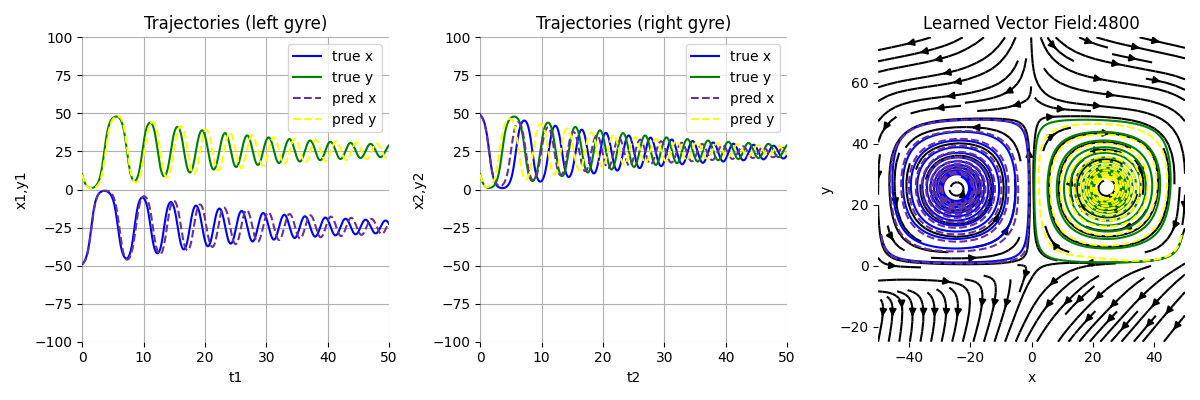 Trajectories (left gyre)
100
75
50
25
0
−25
−50
−75
−100
0 10 20 30 40 50
x1,y1
t1
true x
true y
pred x
pred y
Trajectories (right gyre)
100
75
50
25
0
−25
−50
−75
−100
0 10 20 30 40 50
x2,y2
t2
true x
true y
pred x
pred y
Learned Vector Field:4800
60
40
20
0
−20
−40 −20 0 20 40
y
x